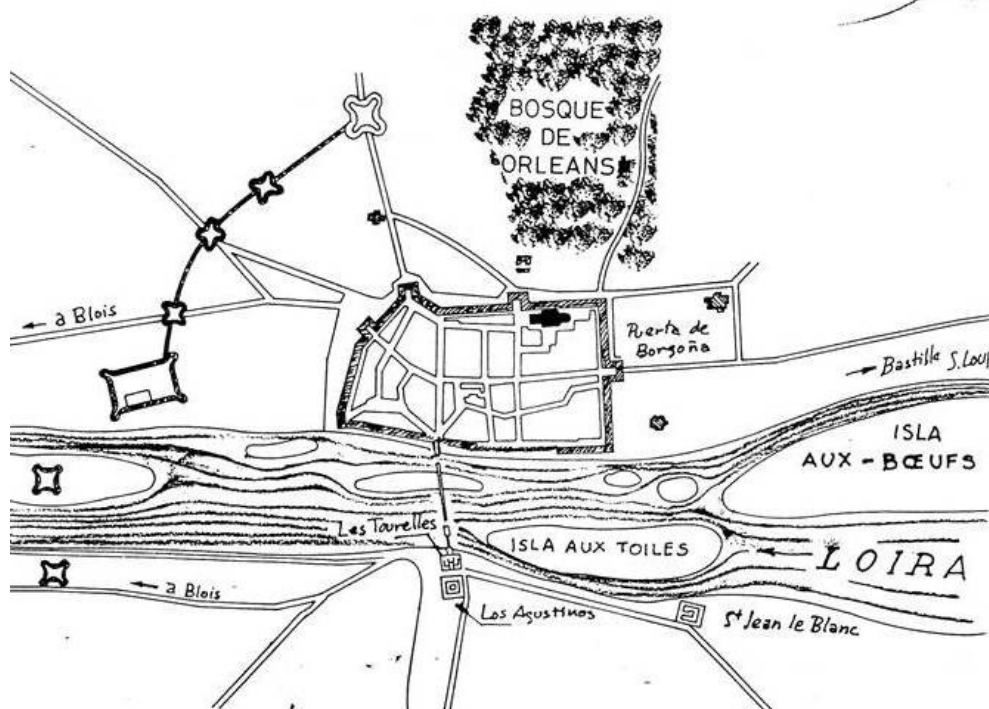 BOSQUE
DE
ORLEANS
a Blois
Puerta de
Borgoña
Bastille S. Loup
ISLA
AUX-BŒUFS
Les Tourelles
ISLA AUX TOILES
LOIRA
a Blois
Los Agustinos
St Jean le Blanc